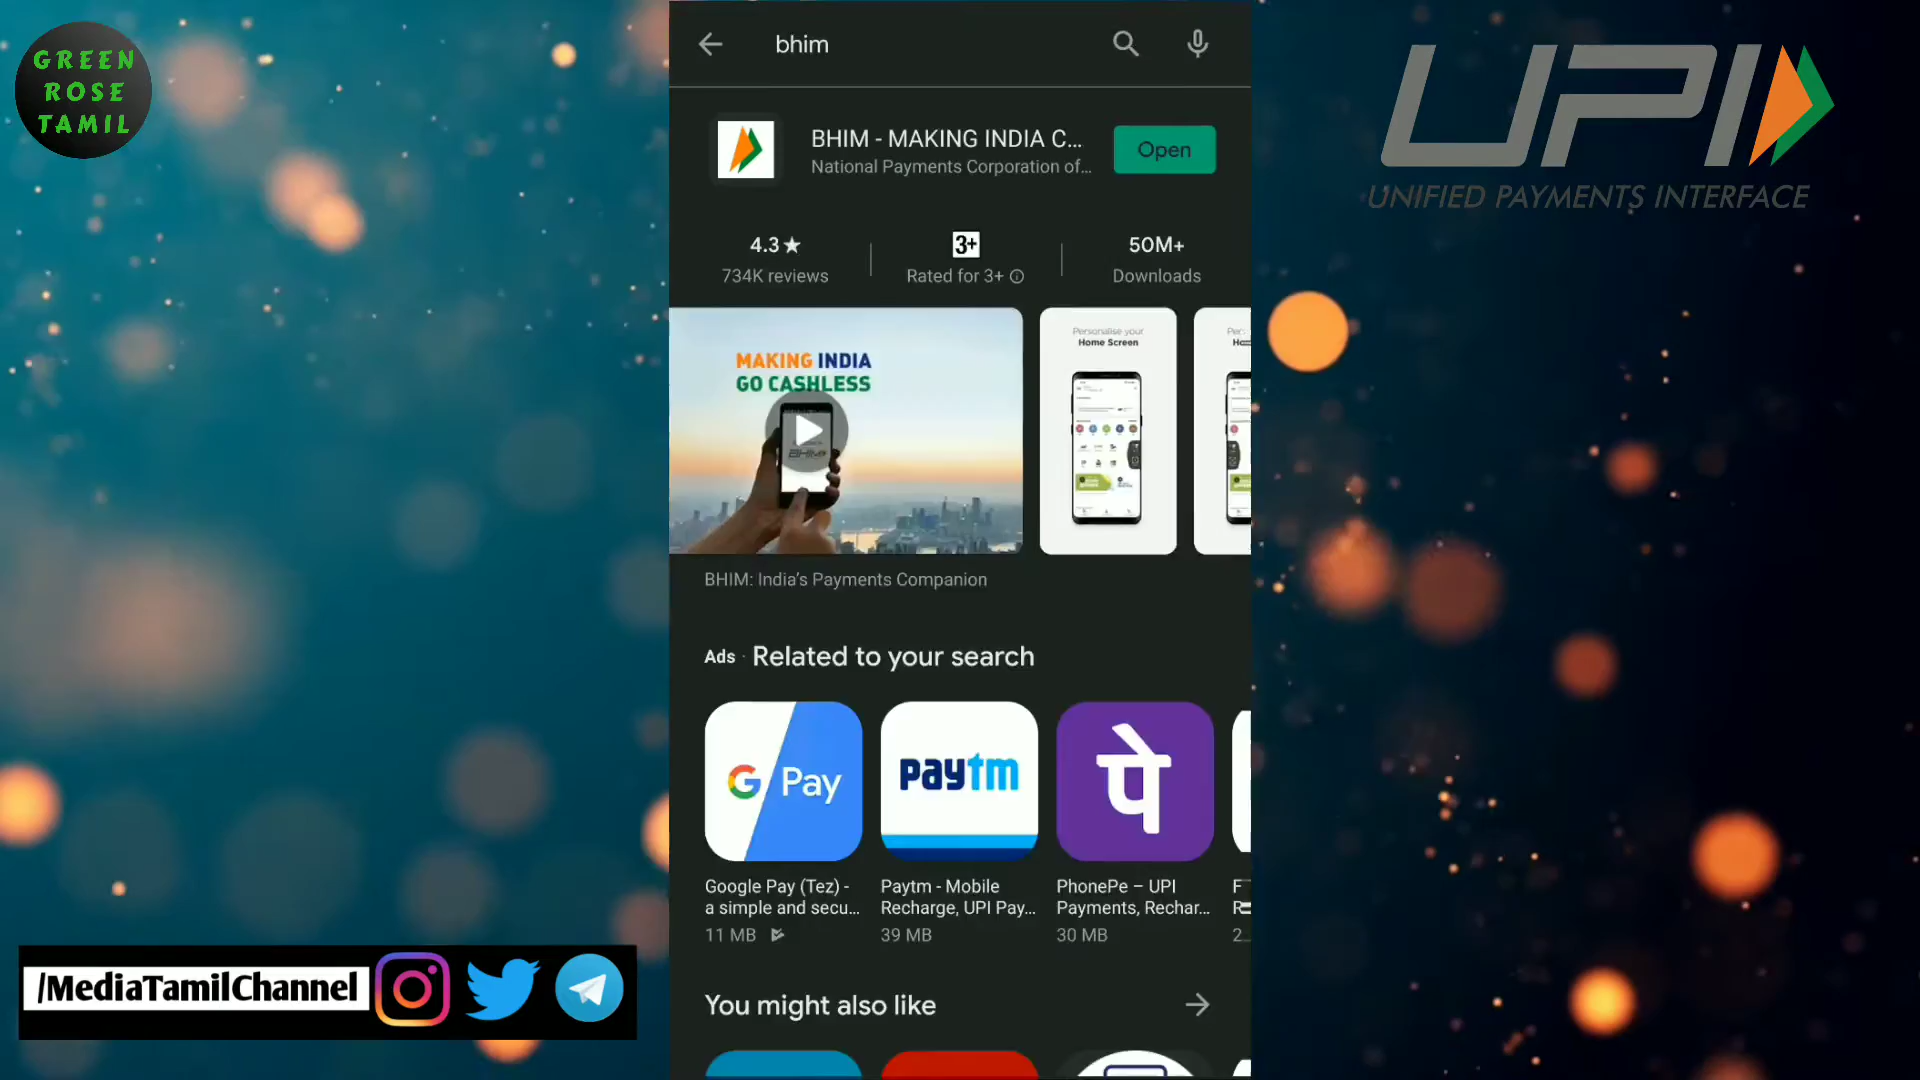 GREEN
ROSE
TAMIL
bhim
BHIM - MAKING INDIA C...
National Payments Corporation of...
Open
4.3★
734K reviews
3+
Rated for 3+
50M+
Downloads
MAKING INDIA
GO CASHLESS
BHIM
Personalise your
Home Screen
BHIM: India's Payments Companion
Ads · Related to your search
G Pay
paytm
पे
Google Pay (Tez) -
a simple and secu...
11 MB
Paytm - Mobile
Recharge, UPI Pay...
39 MB
PhonePe – UPI
Payments, Rechar...
30 MB
You might also like
UPI
UNIFIED PAYMENTS INTERFACE
/MediaTamilChannel